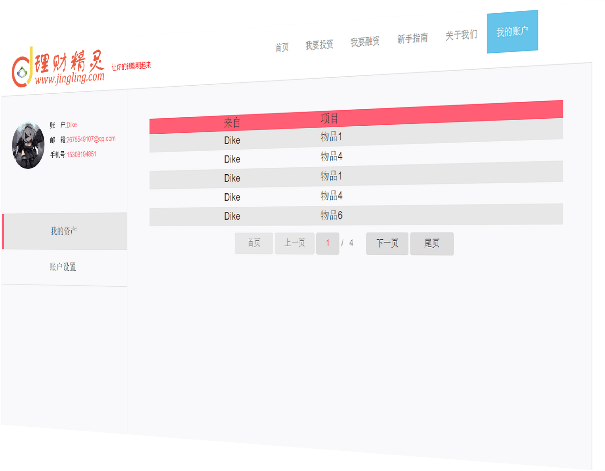 首页 我要投资 我要融资 新手指南 关于我们 我的账户
理财精灵
www.jingling.com
账 户:Dike
邮 箱:2675549107@qq.com
手机号
来自 项目
Dike 物品1
Dike 物品4
Dike 物品1
Dike 物品4
Dike 物品6
首页 上一页 1 / 4 下一页 尾页
我的资产
账户设置